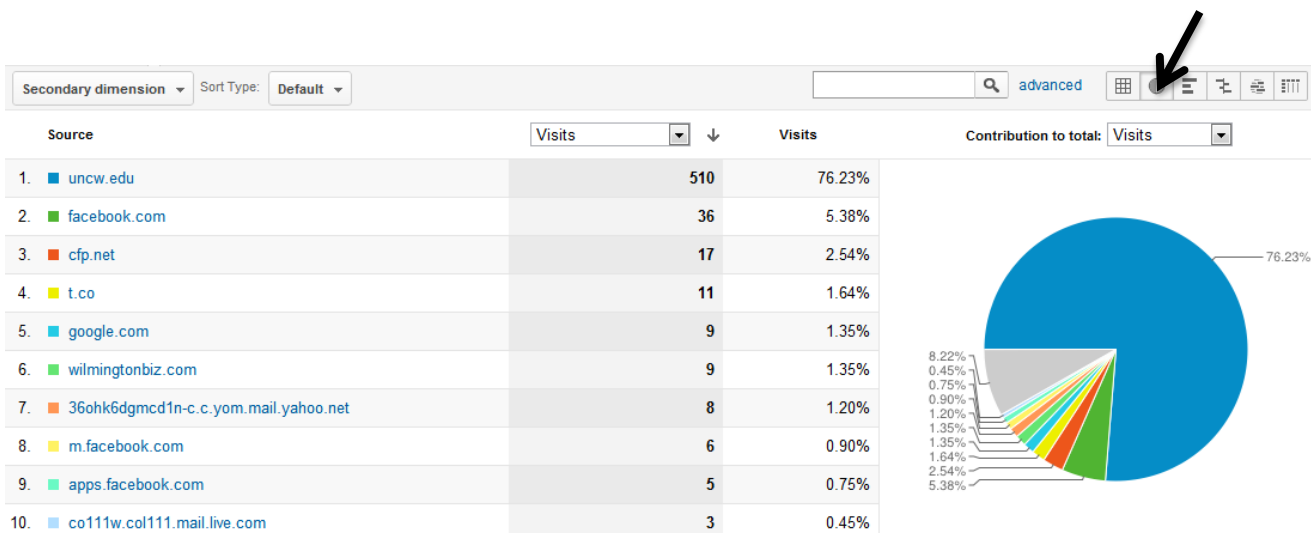 Secondary dimension Sort Type: Default advanced
Source Visits Visits Contribution to total: Visits
1. uncw.edu 510 76.23%
2. facebook.com 36 5.38%
3. cfp.net 17 2.54%
4. t.co 11 1.64%
5. google.com 9 1.35%
6. wilmingtonbiz.com 9 1.35%
7. 36ohk6dgmcd1n-c.c.yom.mail.yahoo.net 8 1.20%
8. m.facebook.com 6 0.90%
9. apps.facebook.com 5 0.75%
10. co111w.col111.mail.live.com 3 0.45%
76.23%
8.22%
0.45%
0.75%
0.90%
1.20%
1.35%
1.35%
1.64%
2.54%
5.38%